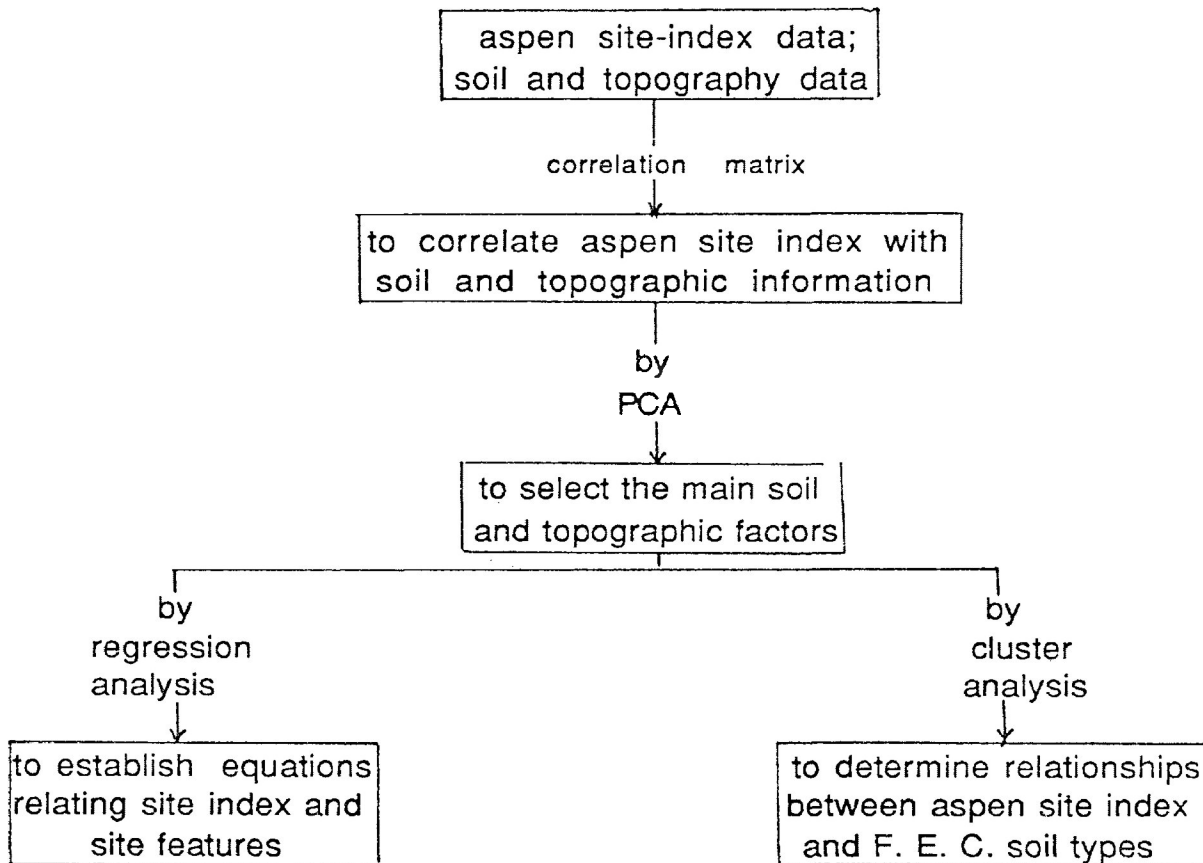 aspen site-index data;
soil and topography data
correlation matrix
to correlate aspen site index with
soil and topographic information
by
PCA
to select the main soil
and topographic factors
by
regression
analysis
by
cluster
analysis
to establish equations
relating site index and
site features
to determine relationships
between aspen site index
and F. E. C. soil types